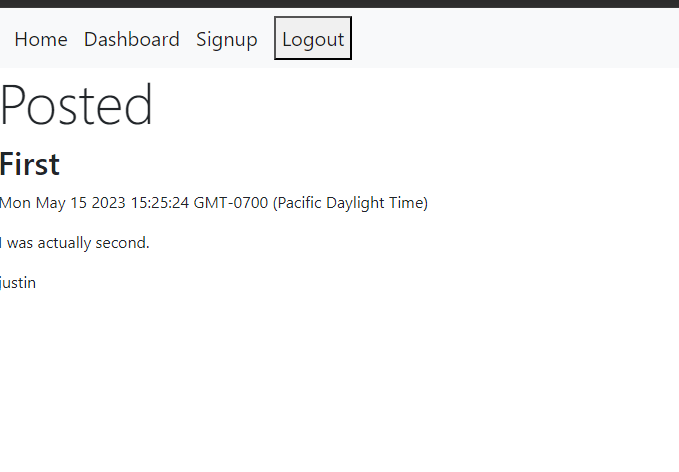 Home Dashboard Signup Logout
Posted
First
Mon May 15 2023 15:25:24 GMT-0700 (Pacific Daylight Time)
I was actually second.
justin